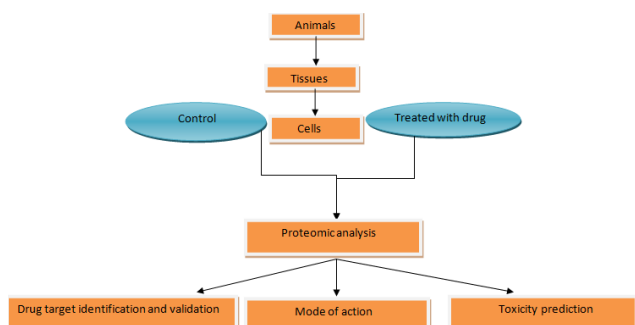 Animals
Tissues
Control
Cells
Treated with drug
Proteomic analysis
Drug target identification and validation
Mode of action
Toxicity prediction